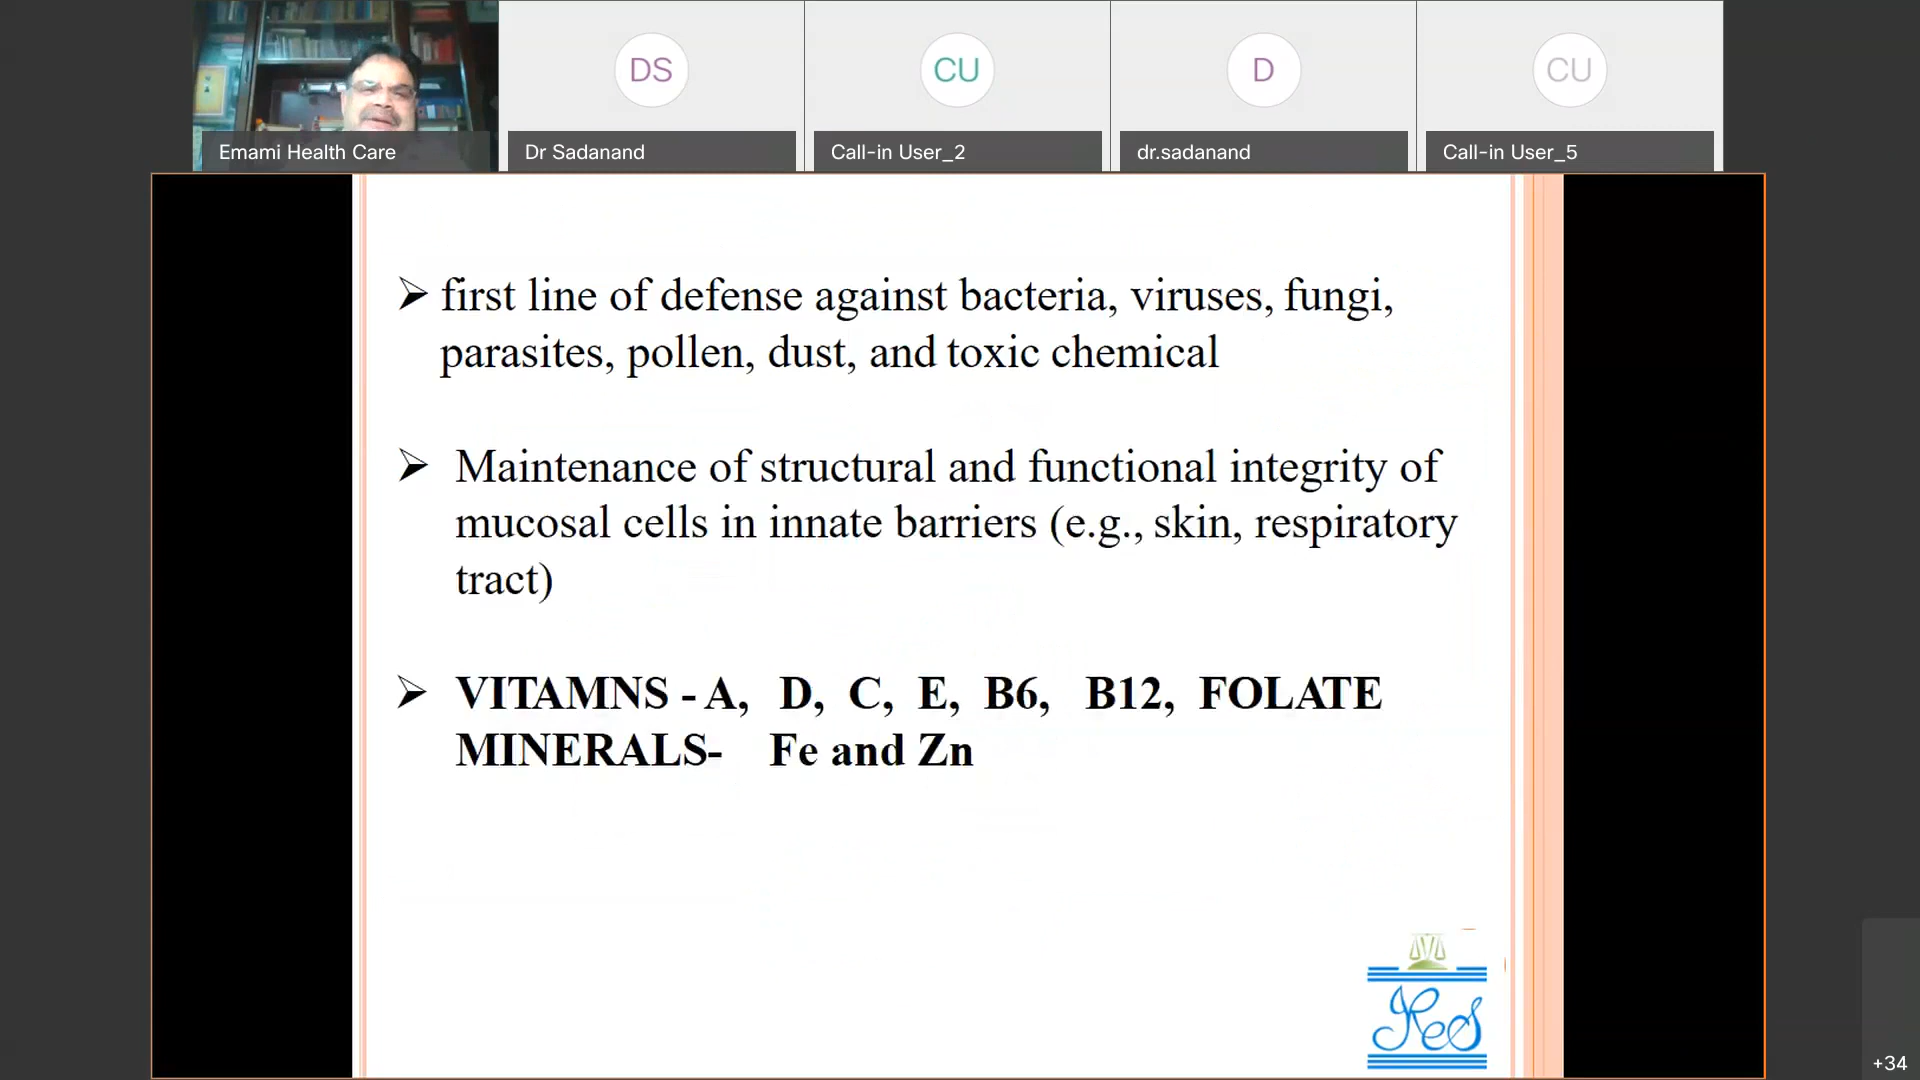 DS
CU
D
CU
Emami Health Care
Dr Sadanand
Call-in User_2
dr.sadanand
Call-in User_5
➢ first line of defense against bacteria, viruses, fungi,
parasites, pollen, dust, and toxic chemical
➢ Maintenance of structural and functional integrity of
mucosal cells in innate barriers (e.g., skin, respiratory
tract)
➢ VITAMNS - A, D, C, E, B6, B12, FOLATE
MINERALS- Fe and Zn
+34